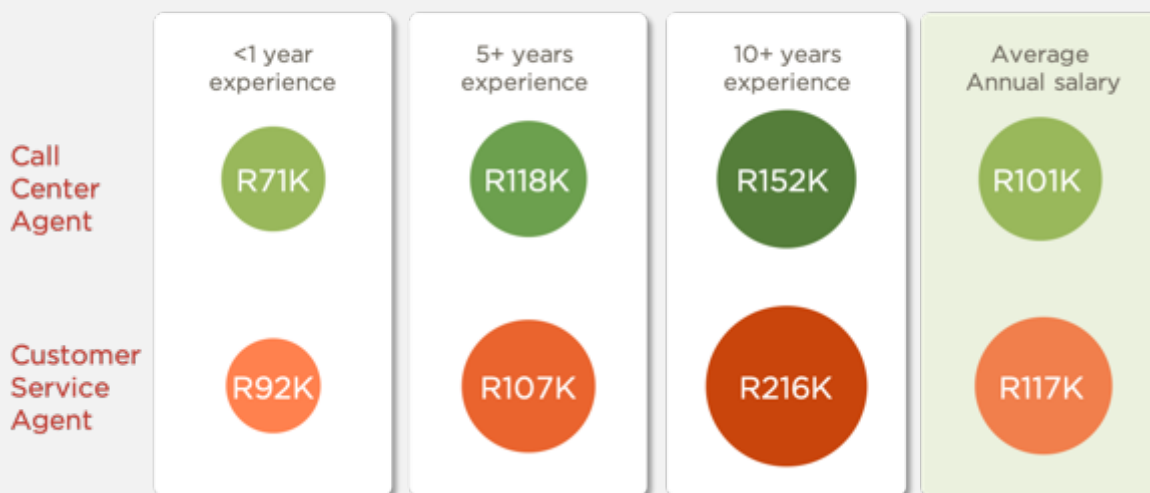 <1 year
experience
5+ years
experience
10+ years
experience
Average
Annual salary
Call
Center
Agent
R71K
R118K
R152K
R101K
Customer
Service
Agent
R92K
R107K
R216K
R117K